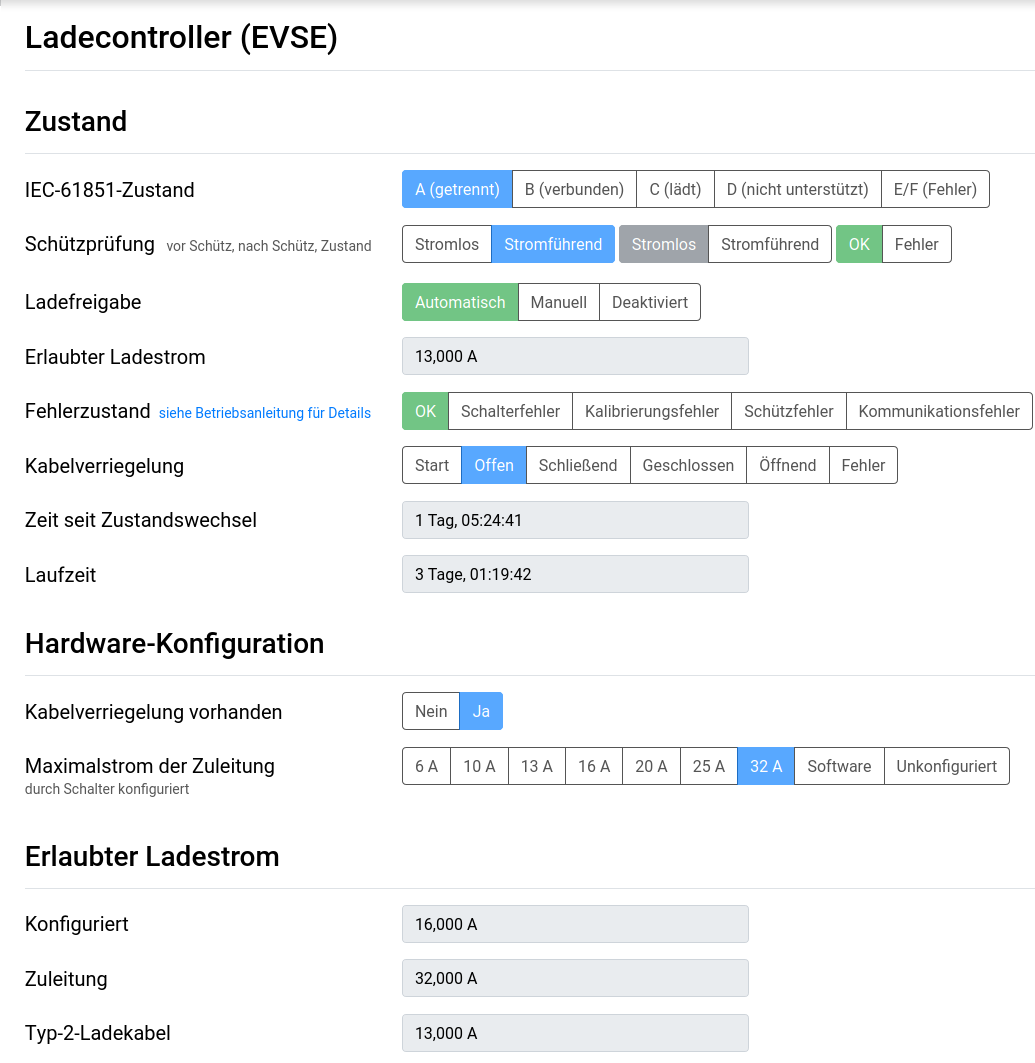 Ladecontroller (EVSE)
Zustand
IEC-61851-Zustand A (getrennt) B (verbunden) C (lädt) D (nicht unterstützt) E/F (Fehler)
Schützprüfung vor Schütz, nach Schütz, Zustand Stromlos Stromführend Stromlos Stromführend OK Fehler
Ladefreigabe Automatisch Manuell Deaktiviert
Erlaubter Ladestrom 13,000 A
Fehlerzustand siehe Betriebsanleitung für Details OK Schalterfehler Kalibrierungsfehler Schützfehler Kommunikationsfehler
Kabelverriegelung Start Offen Schließend Geschlossen Öffnend Fehler
Zeit seit Zustandswechsel 1 Tag, 05:24:41
Laufzeit 3 Tage, 01:19:42
Hardware-Konfiguration
Kabelverriegelung vorhanden Nein Ja
Maximalstrom der Zuleitung 6 A 10 A 13 A 16 A 20 A 25 A 32 A Software Unkonfiguriert
durch Schalter konfiguriert
Erlaubter Ladestrom
Konfiguriert 16,000 A
Zuleitung 32,000 A
Typ-2-Ladekabel 13,000 A